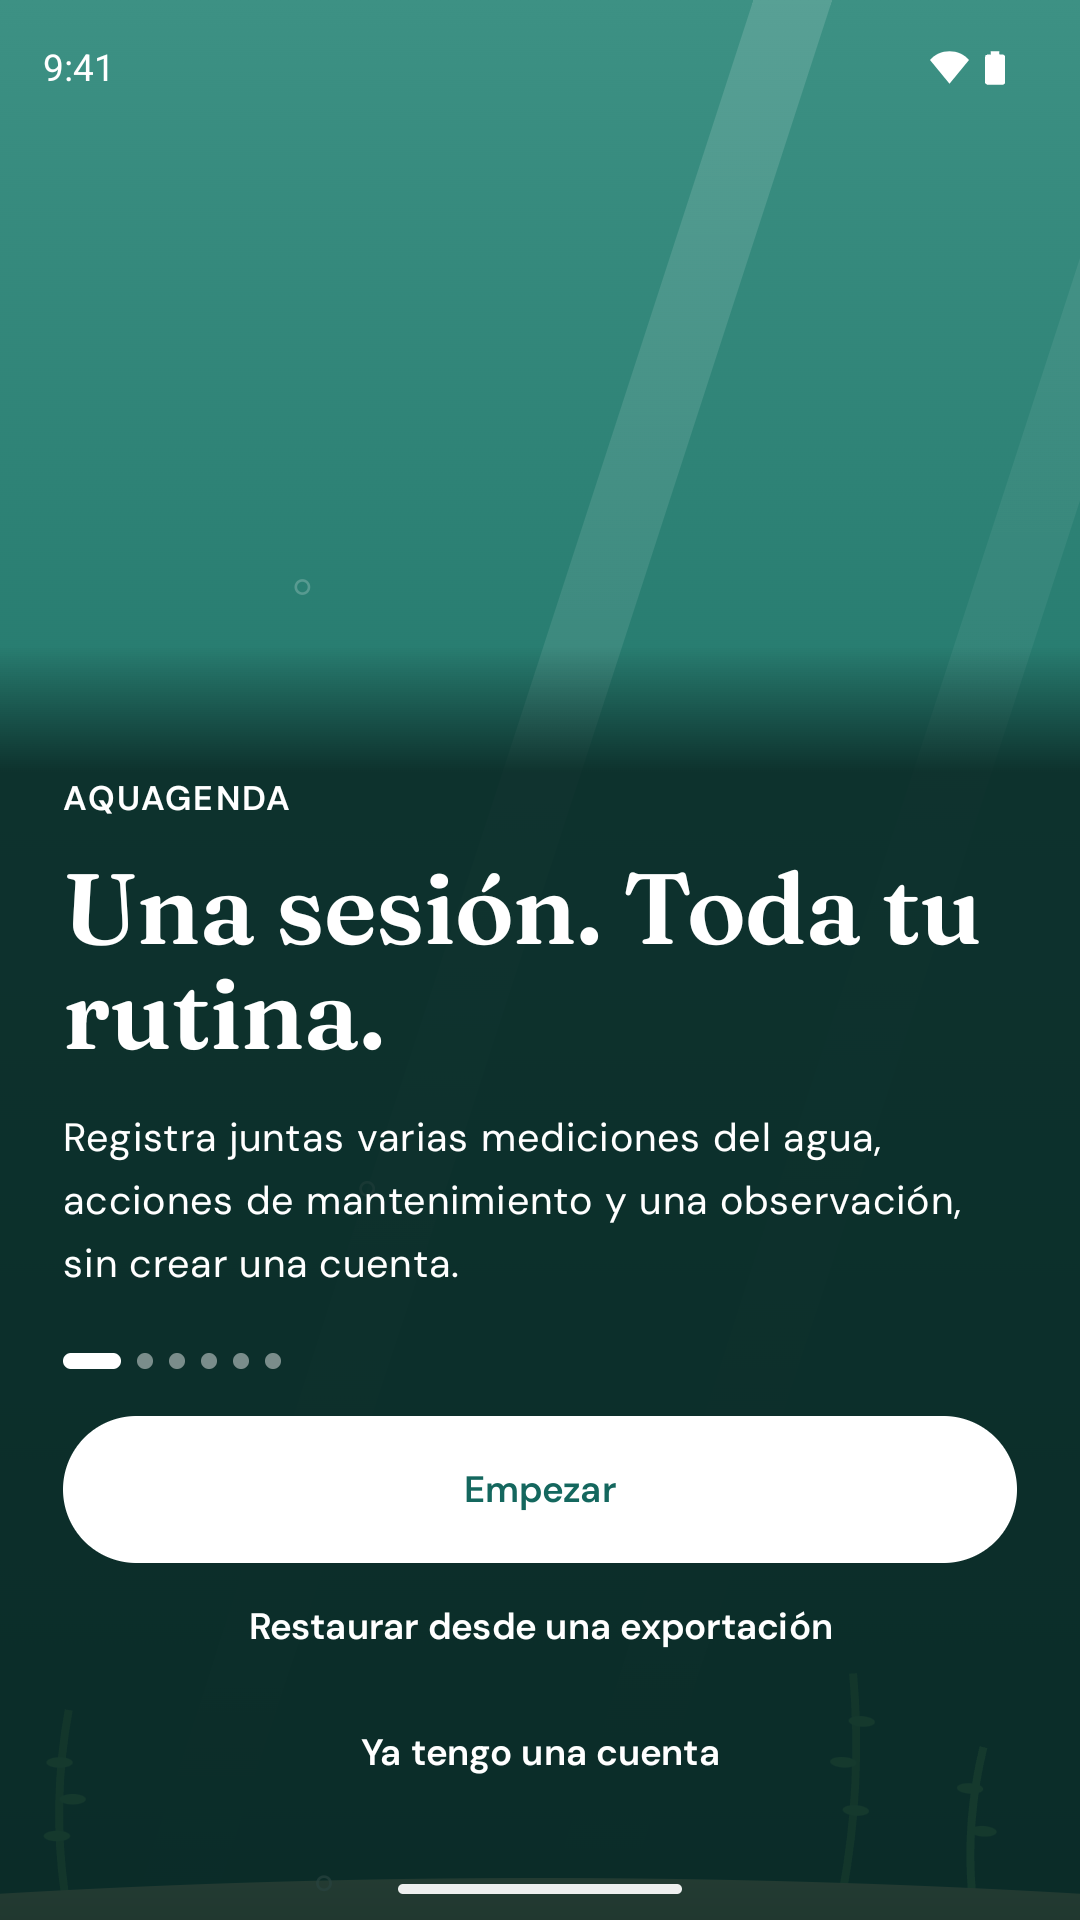 9:41
AQUAGENDA
Una sesión. Toda tu
rutina.
Registra juntas varias mediciones del agua,
acciones de mantenimiento y una observación,
sin crear una cuenta.
Empezar
Restaurar desde una exportación
Ya tengo una cuenta